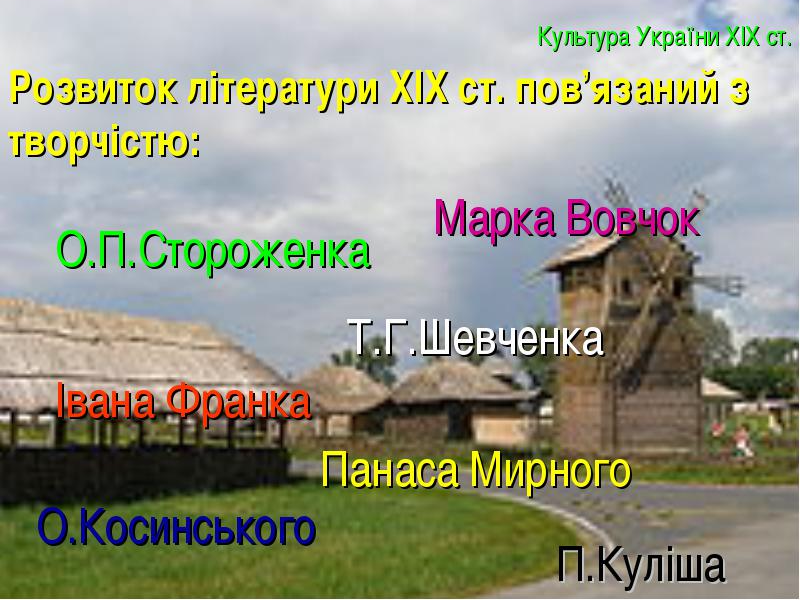 Культура України XIX ст.
Розвиток літератури XIX ст. пов’язаний з
творчістю:
Марка Вовчок
О.П.Стороженка
Т.Г.Шевченка
Івана Франка
Панаса Мирного
О.Косинського
П.Куліша